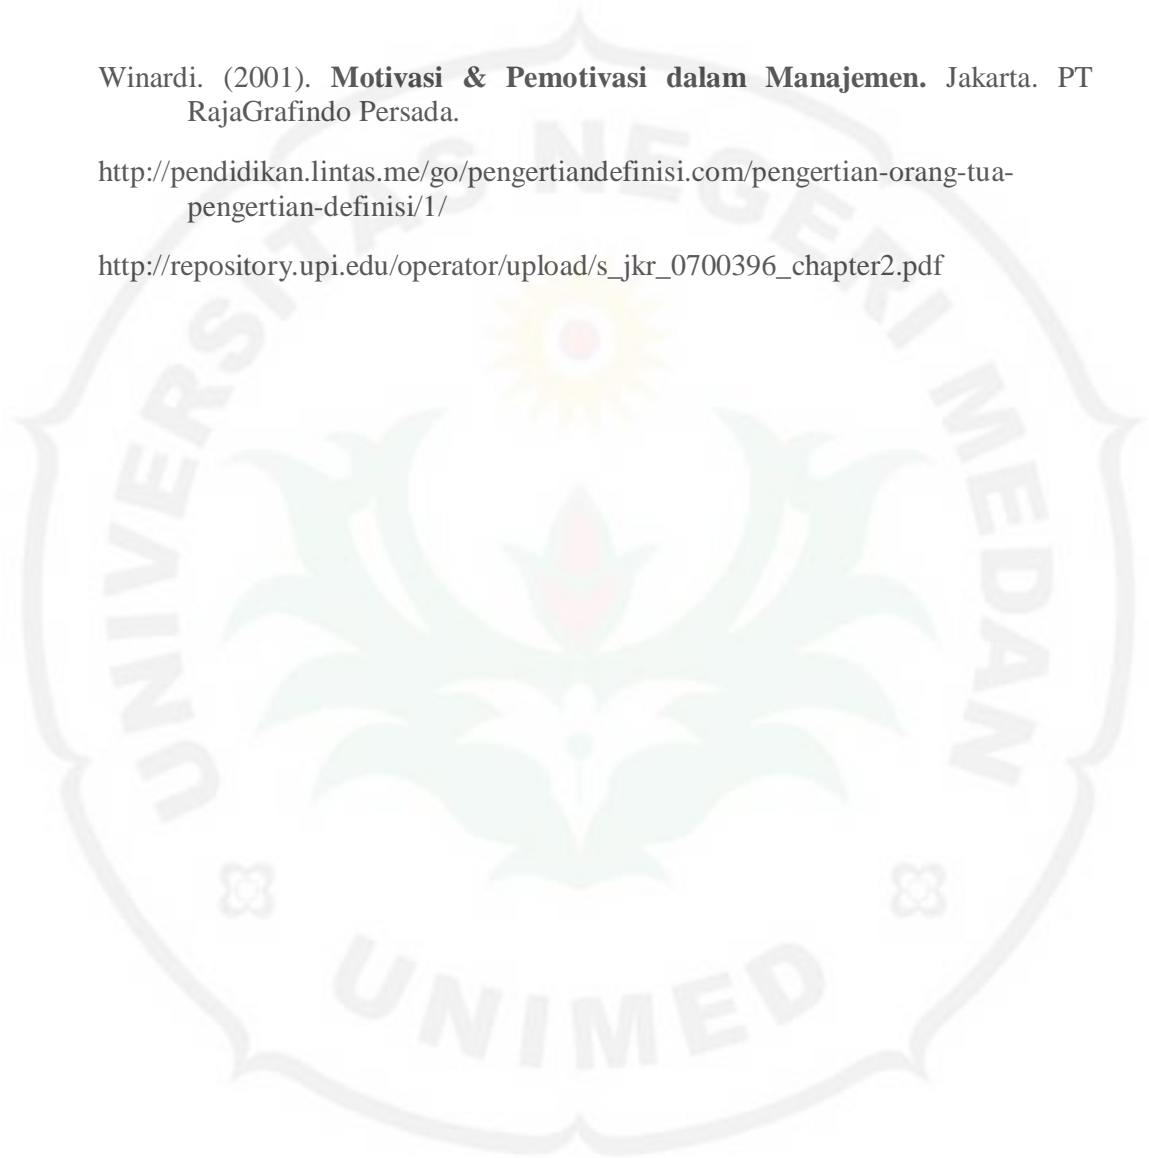 Winardi. (2001). Motivasi & Pemotivasi dalam Manajemen. Jakarta. PT
RajaGrafindo Persada.
http://pendidikan.lintas.me/go/pengertiandefinisi.com/pengertian-orang-tua-
pengertian-definisi/1/
http://repository.upi.edu/operator/upload/s_jkr_0700396_chapter2.pdf
UNIVERSITAS NEGERI MEDAN
UNIMED